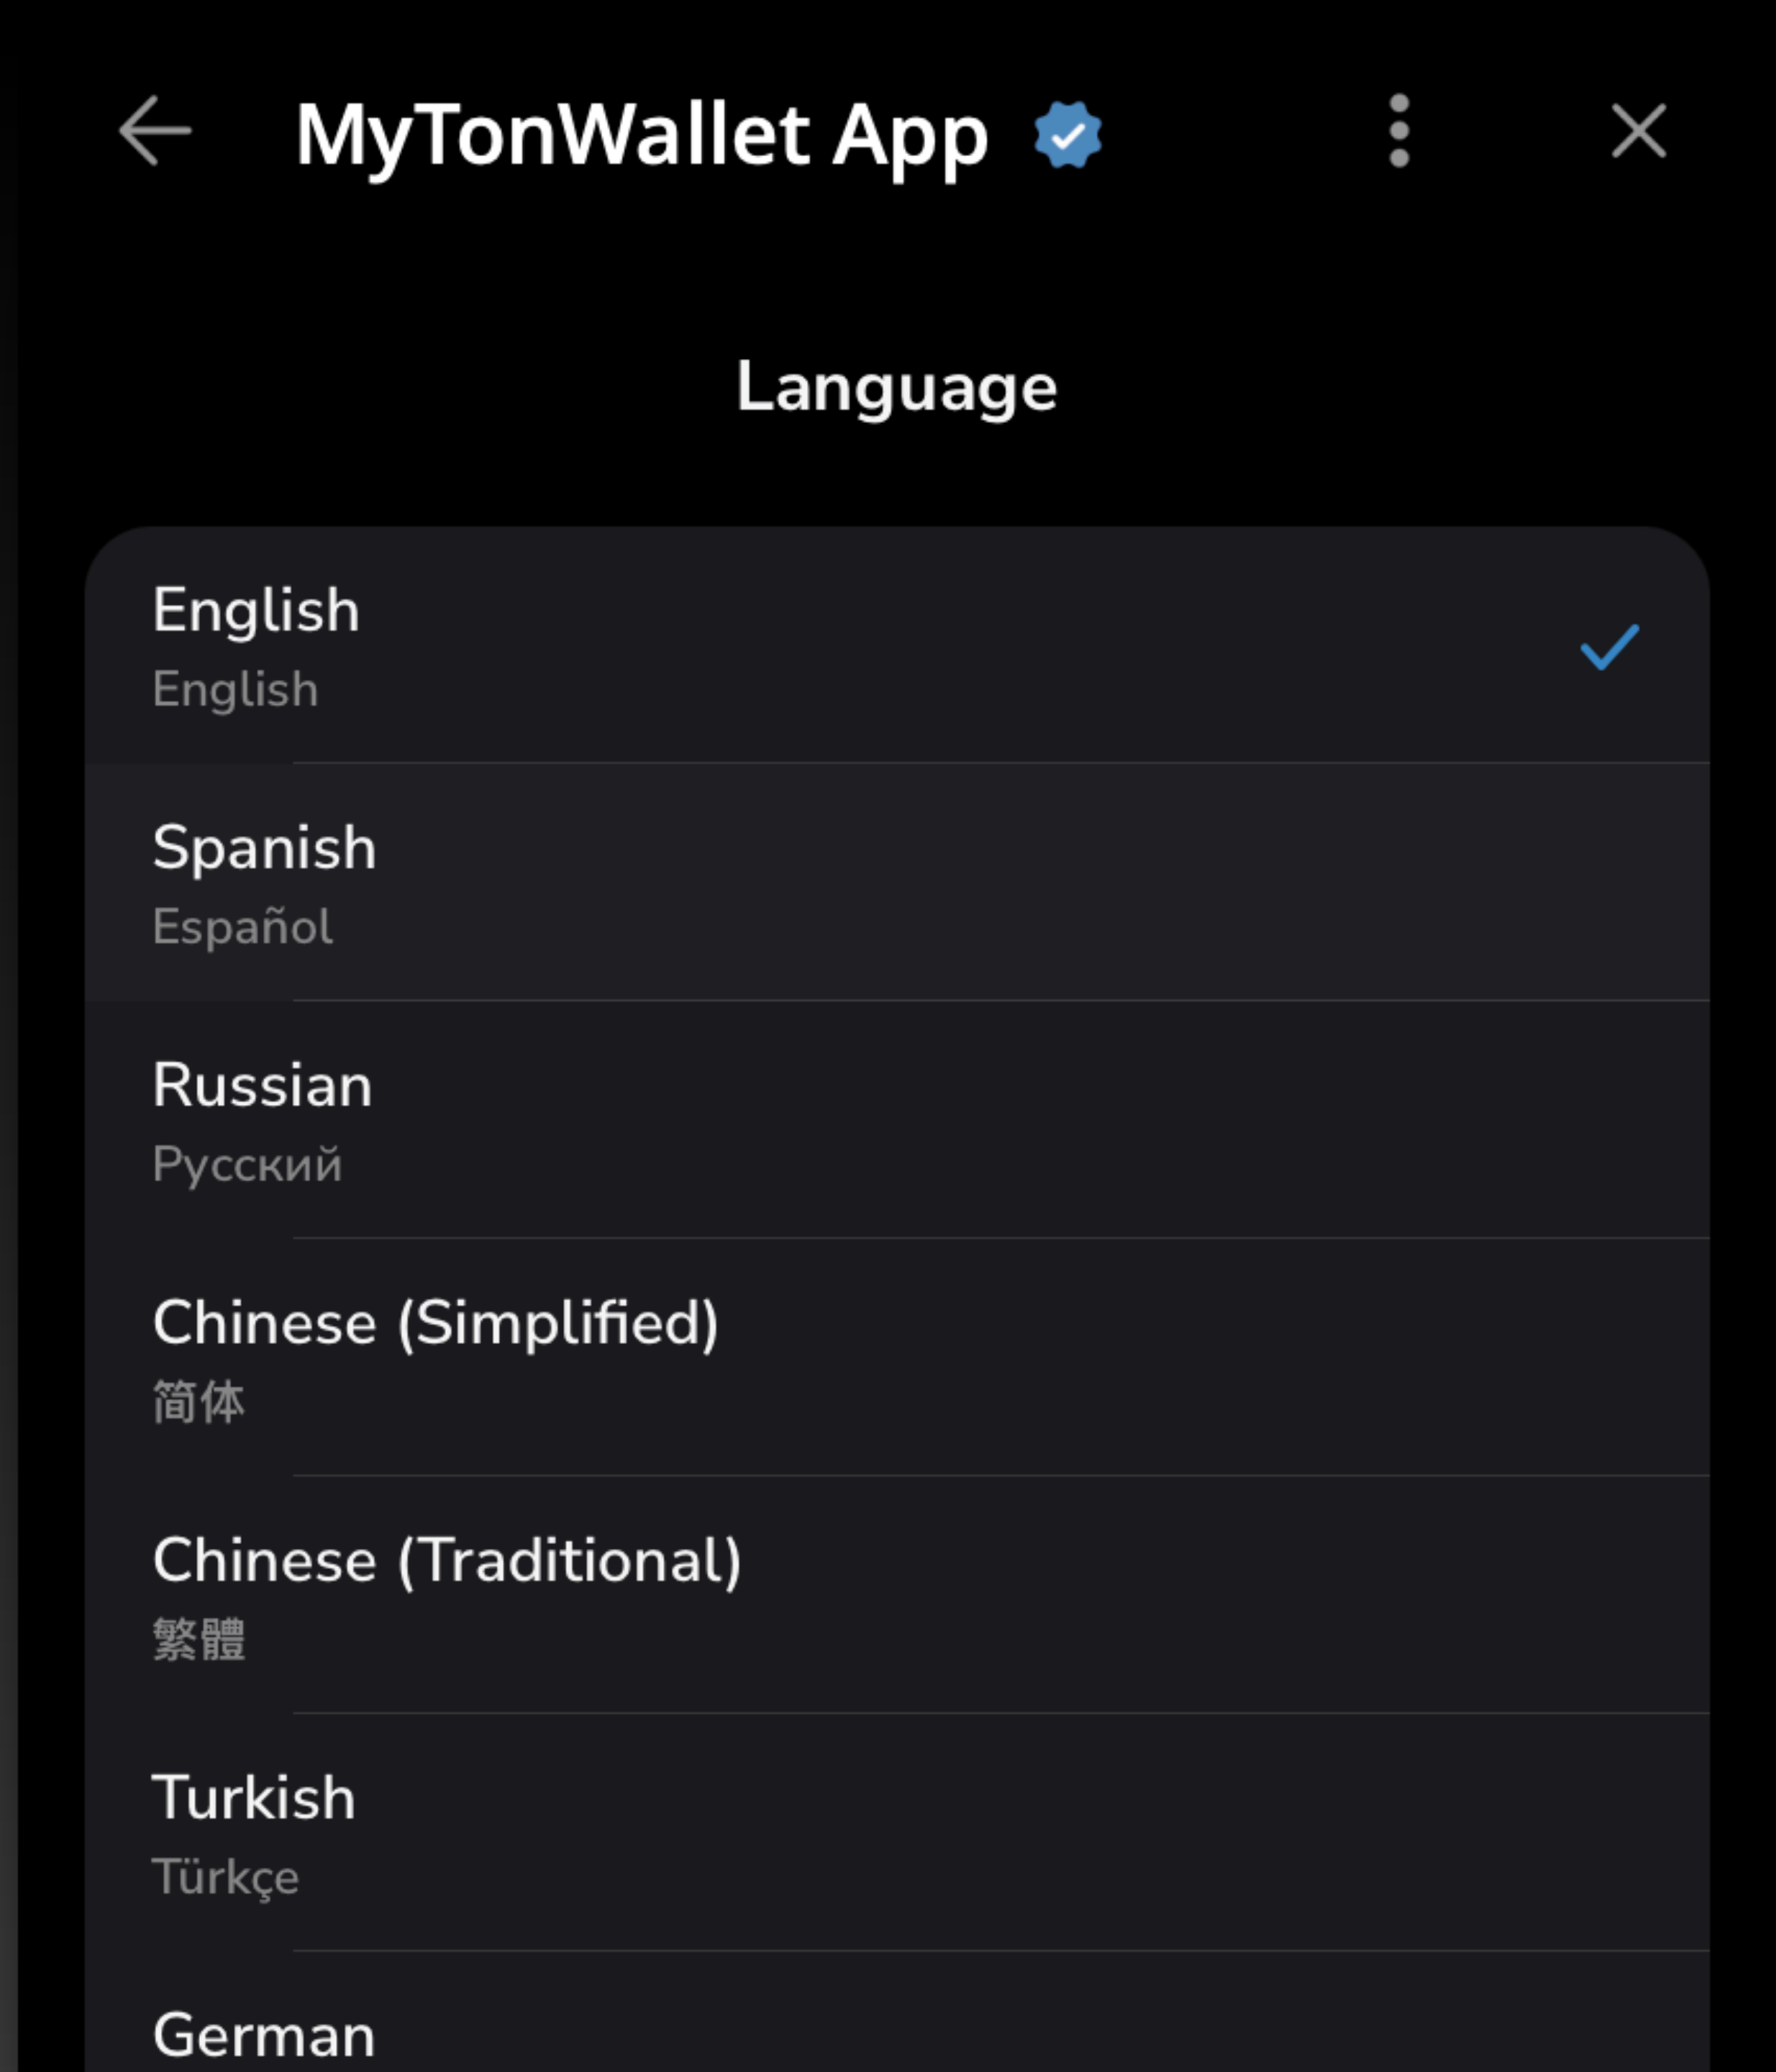 MyTonWallet App
Language
English
English
Spanish
Español
Russian
Русский
Chinese (Simplified)
简体
Chinese (Traditional)
繁體
Turkish
Türkçe
German